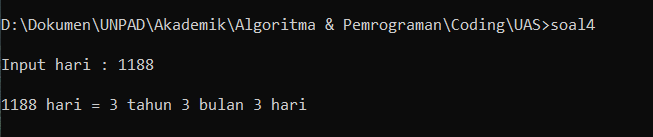 D:\Dokumen\UNPAD\Akademik\Algoritma & Pemrograman\Coding\UAS>soal4
Input hari : 1188
1188 hari = 3 tahun 3 bulan 3 hari